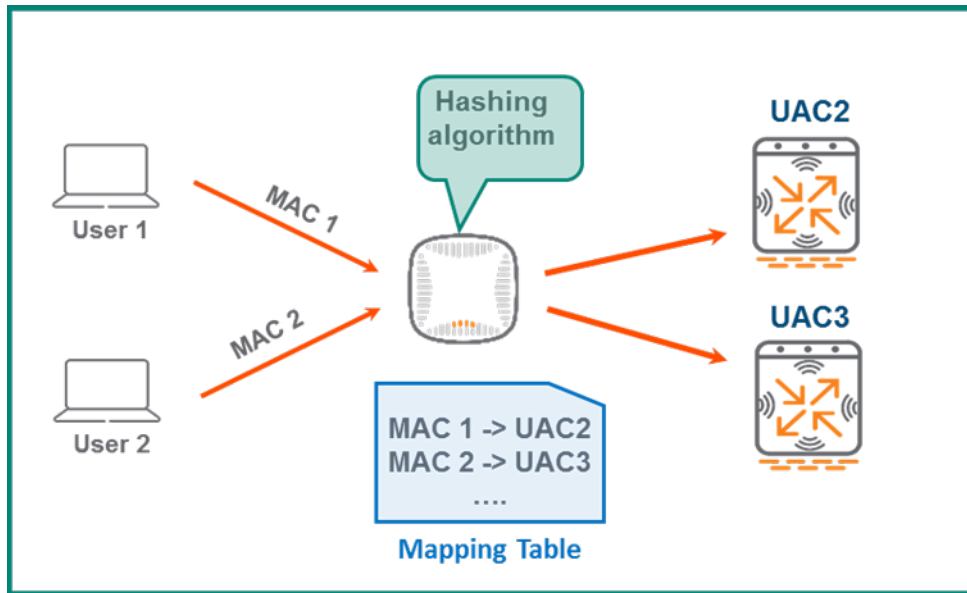 Hashing
algorithm
UAC2
User 1
MAC 1
MAC 2
User 2
UAC3
MAC 1 -> UAC2
MAC 2 -> UAC3
....
Mapping Table